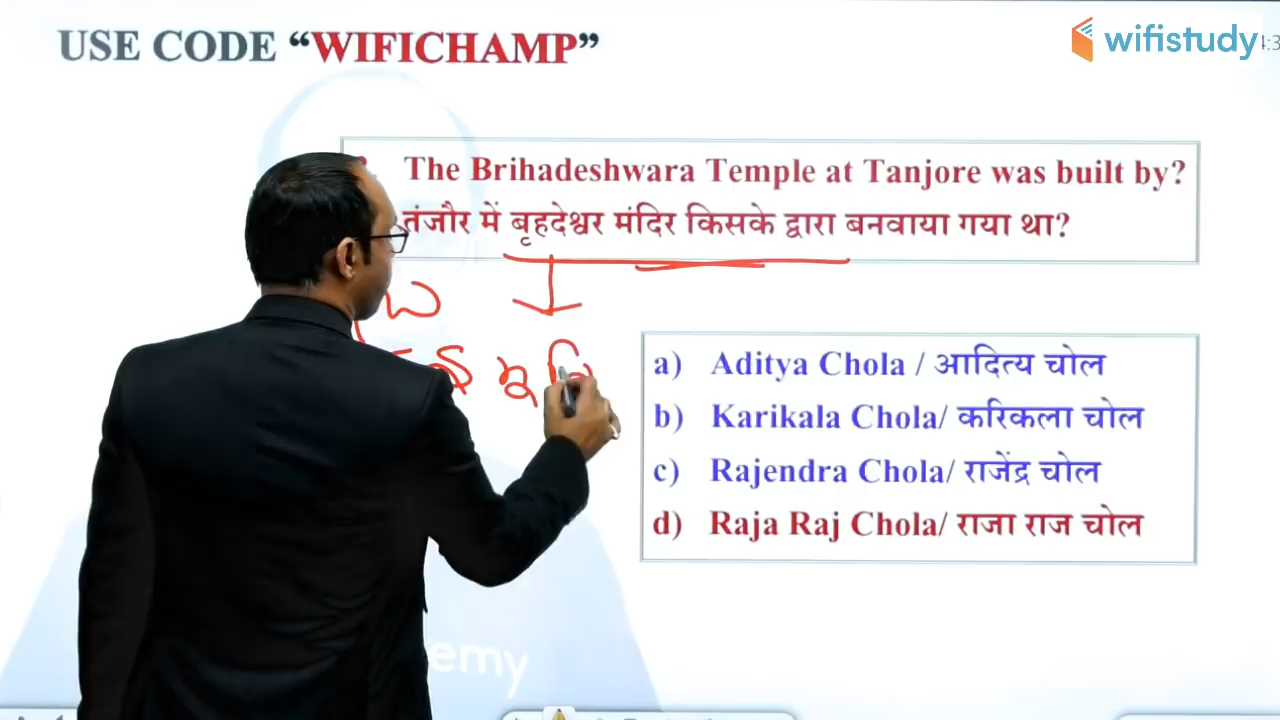 USE CODE “WIFICHAMP”
wifistudy
The Brihadeshwara Temple at Tanjore was built by?
तंजौर में बृहदेश्वर मंदिर किसके द्वारा बनवाया गया था?
a) Aditya Chola / आदित्य चोल
b) Karikala Chola/ करिकला चोल
c) Rajendra Chola/ राजेंद्र चोल
d) Raja Raj Chola/ राजा राज चोल